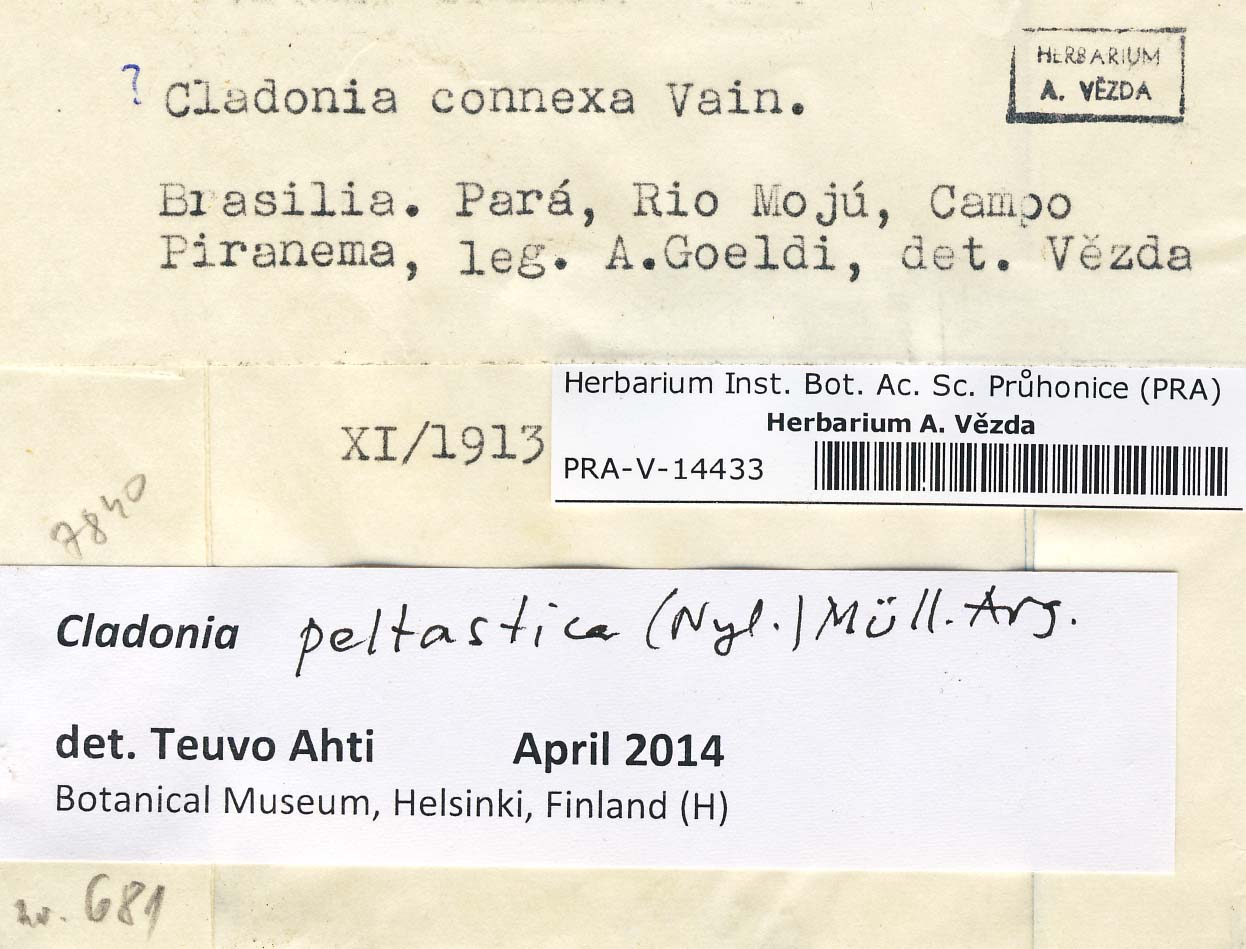 HERBARIUM
A. VĚZDA
? Cladonia connexa Vain.
Brasilia. Pará, Rio Mojú, Campo
Piranema, leg. A.Goeldi, det. Vězda
Herbarium Inst. Bot. Ac. Sc. Průhonice (PRA)
Herbarium A. Vězda
XI/1913
PRA-V-14433
7840
Cladonia peltastica (Nyl.) Müll. Arg.
det. Teuvo Ahti April 2014
Botanical Museum, Helsinki, Finland (H)
681